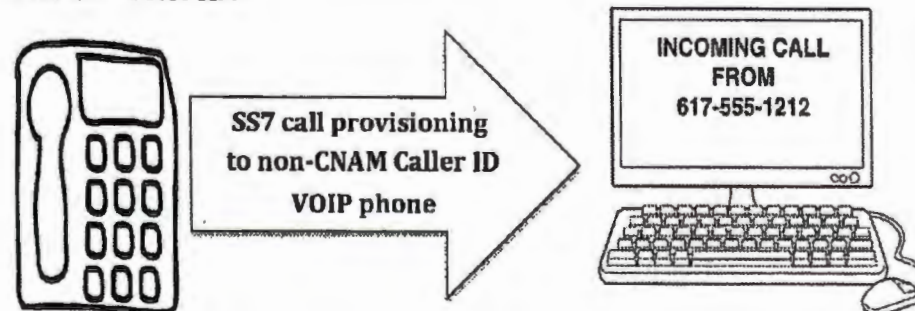 SS7 call provisioning
to non-CNAM Caller ID
VOIP phone
INCOMING CALL
FROM
617-555-1212